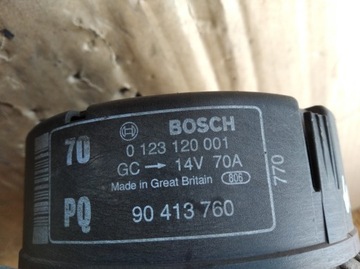 BOSCH
70 0 123 120 001
GC → 14V 70A
Made in Great Britain 806
PQ 90 413 760
770